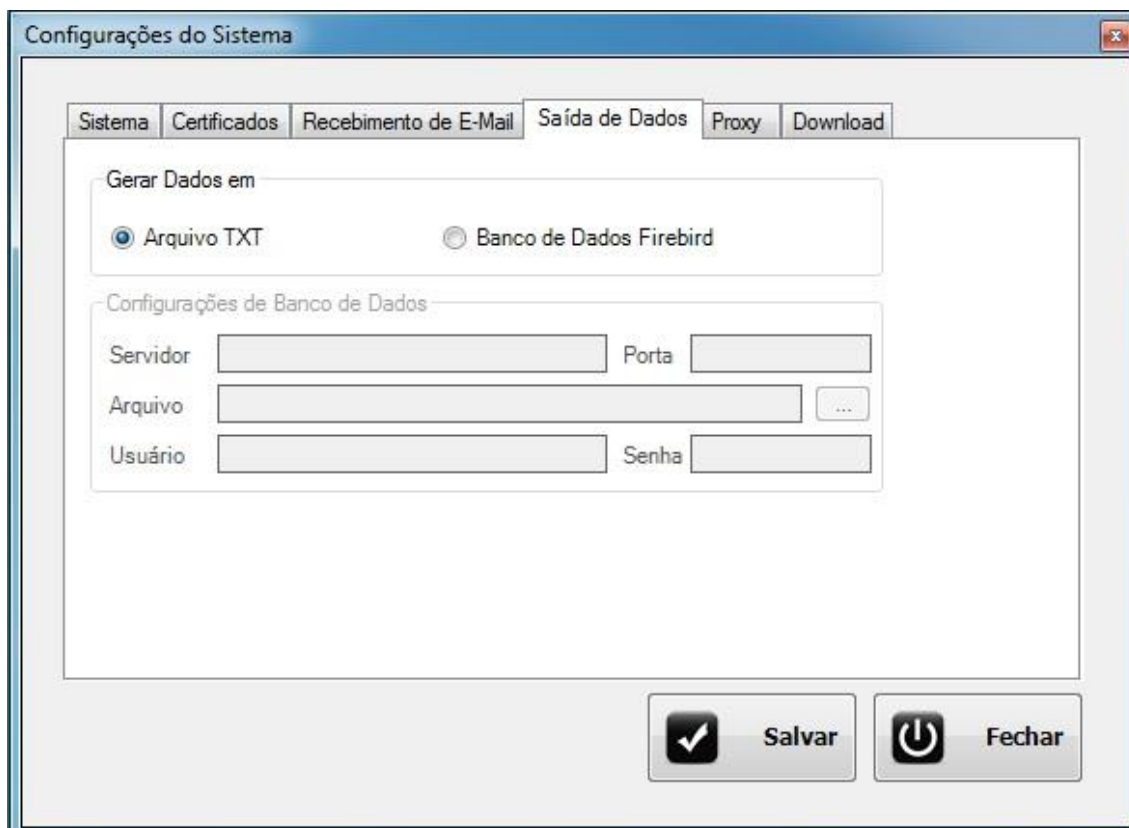 Configurações do Sistema
Sistema Certificados Recebimento de E-Mail Saída de Dados Proxy Download
Gerar Dados em
Arquivo TXT Banco de Dados Firebird
Configurações de Banco de Dados
Servidor Porta
Arquivo ...
Usuário Senha
Salvar Fechar